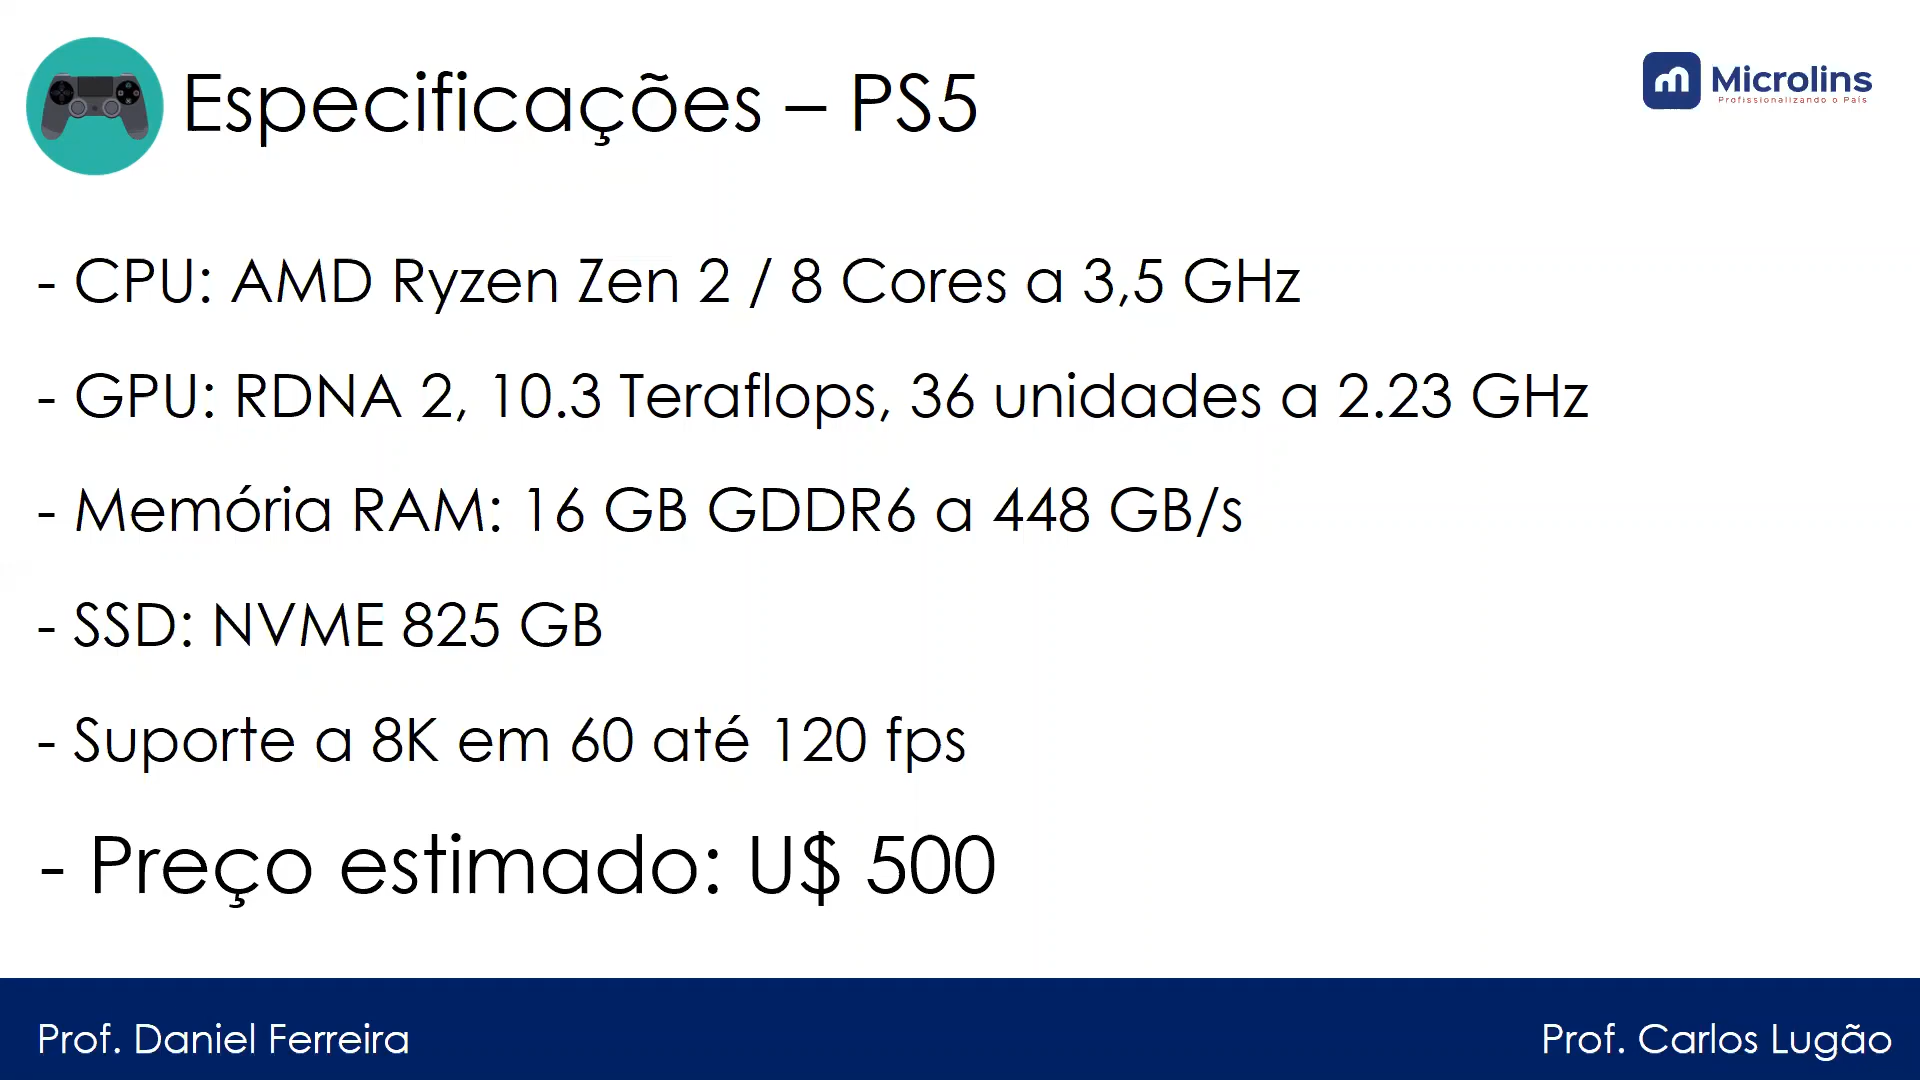 Especificações – PS5
Microlins
Profissionalizando o País
- CPU: AMD Ryzen Zen 2 / 8 Cores a 3,5 GHz
- GPU: RDNA 2, 10.3 Teraflops, 36 unidades a 2.23 GHz
- Memória RAM: 16 GB GDDR6 a 448 GB/s
- SSD: NVME 825 GB
- Suporte a 8K em 60 até 120 fps
- Preço estimado: U$ 500
Prof. Daniel Ferreira
Prof. Carlos Lugão